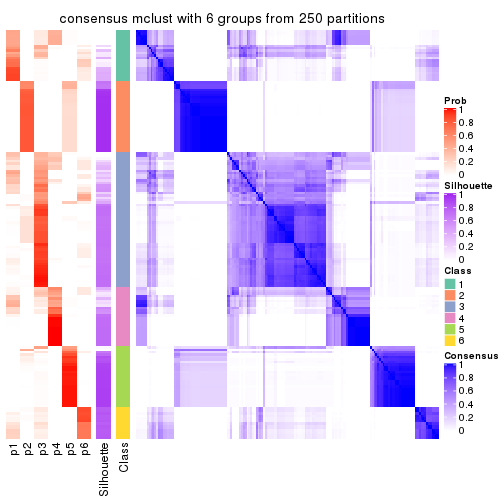 consensus mclust with 6 groups from 250 partitions
Prob
1
0.8
0.6
0.4
0.2
0
Silhouette
1
0.8
0.6
0.4
0.2
0
Class
1
2
3
4
5
6
Consensus
1
0.8
0.6
0.4
0.2
0
p1
p2
p3
p4
p5
p6
Silhouette
Class